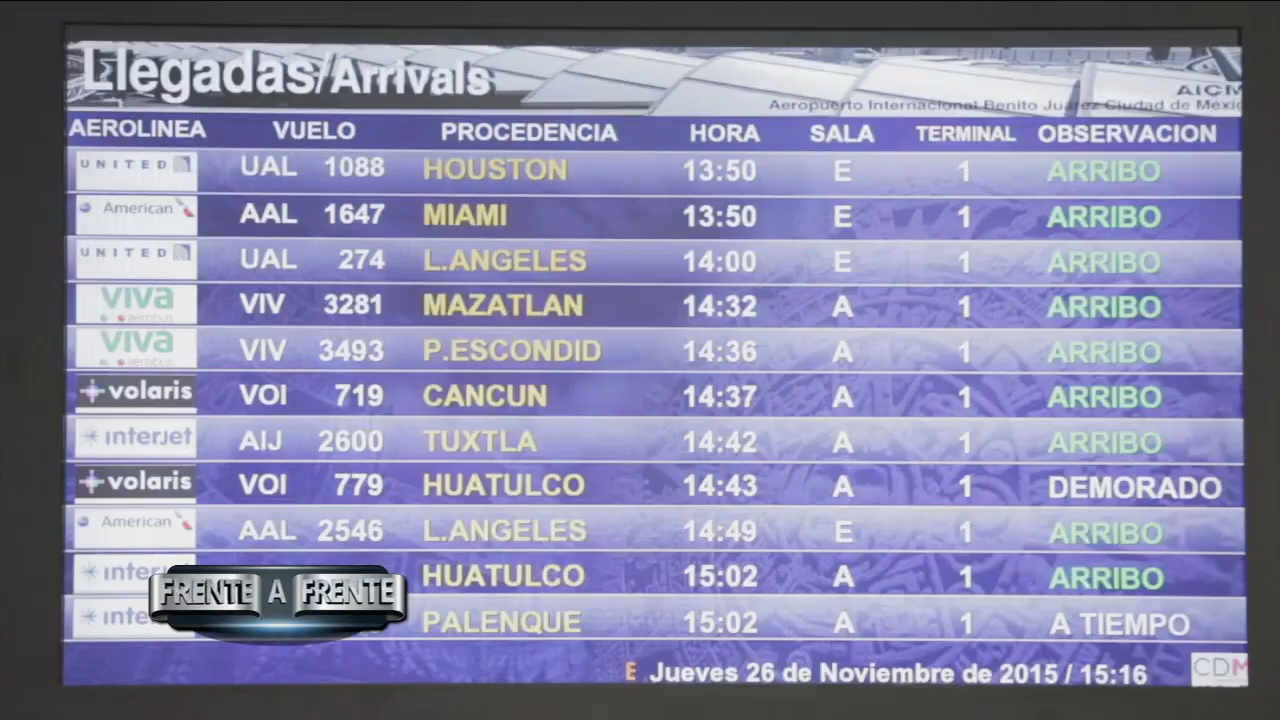 Llegadas/Arrivals
AICM
Aeropuerto Internacional Benito Juárez Ciudad de Méxic
AEROLINEA VUELO PROCEDENCIA HORA SALA TERMINAL OBSERVACION
UNITED UAL 1088 HOUSTON 13:50 E 1 ARRIBO
American AAL 1647 MIAMI 13:50 E 1 ARRIBO
UNITED UAL 274 L.ANGELES 14:00 E 1 ARRIBO
viva aerobus VIV 3281 MAZATLAN 14:32 A 1 ARRIBO
viva aerobus VIV 3493 P.ESCONDID 14:36 A 1 ARRIBO
volaris VOI 719 CANCUN 14:37 A 1 ARRIBO
interjet AIJ 2600 TUXTLA 14:42 A 1 ARRIBO
volaris VOI 779 HUATULCO 14:43 A 1 DEMORADO
American AAL 2546 L.ANGELES 14:49 E 1 ARRIBO
inter HUATULCO 15:02 A 1 ARRIBO
FRENTE A FRENTE
inte PALENQUE 15:02 A 1 A TIEMPO
E Jueves 26 de Noviembre de 2015 / 15:16
CDM